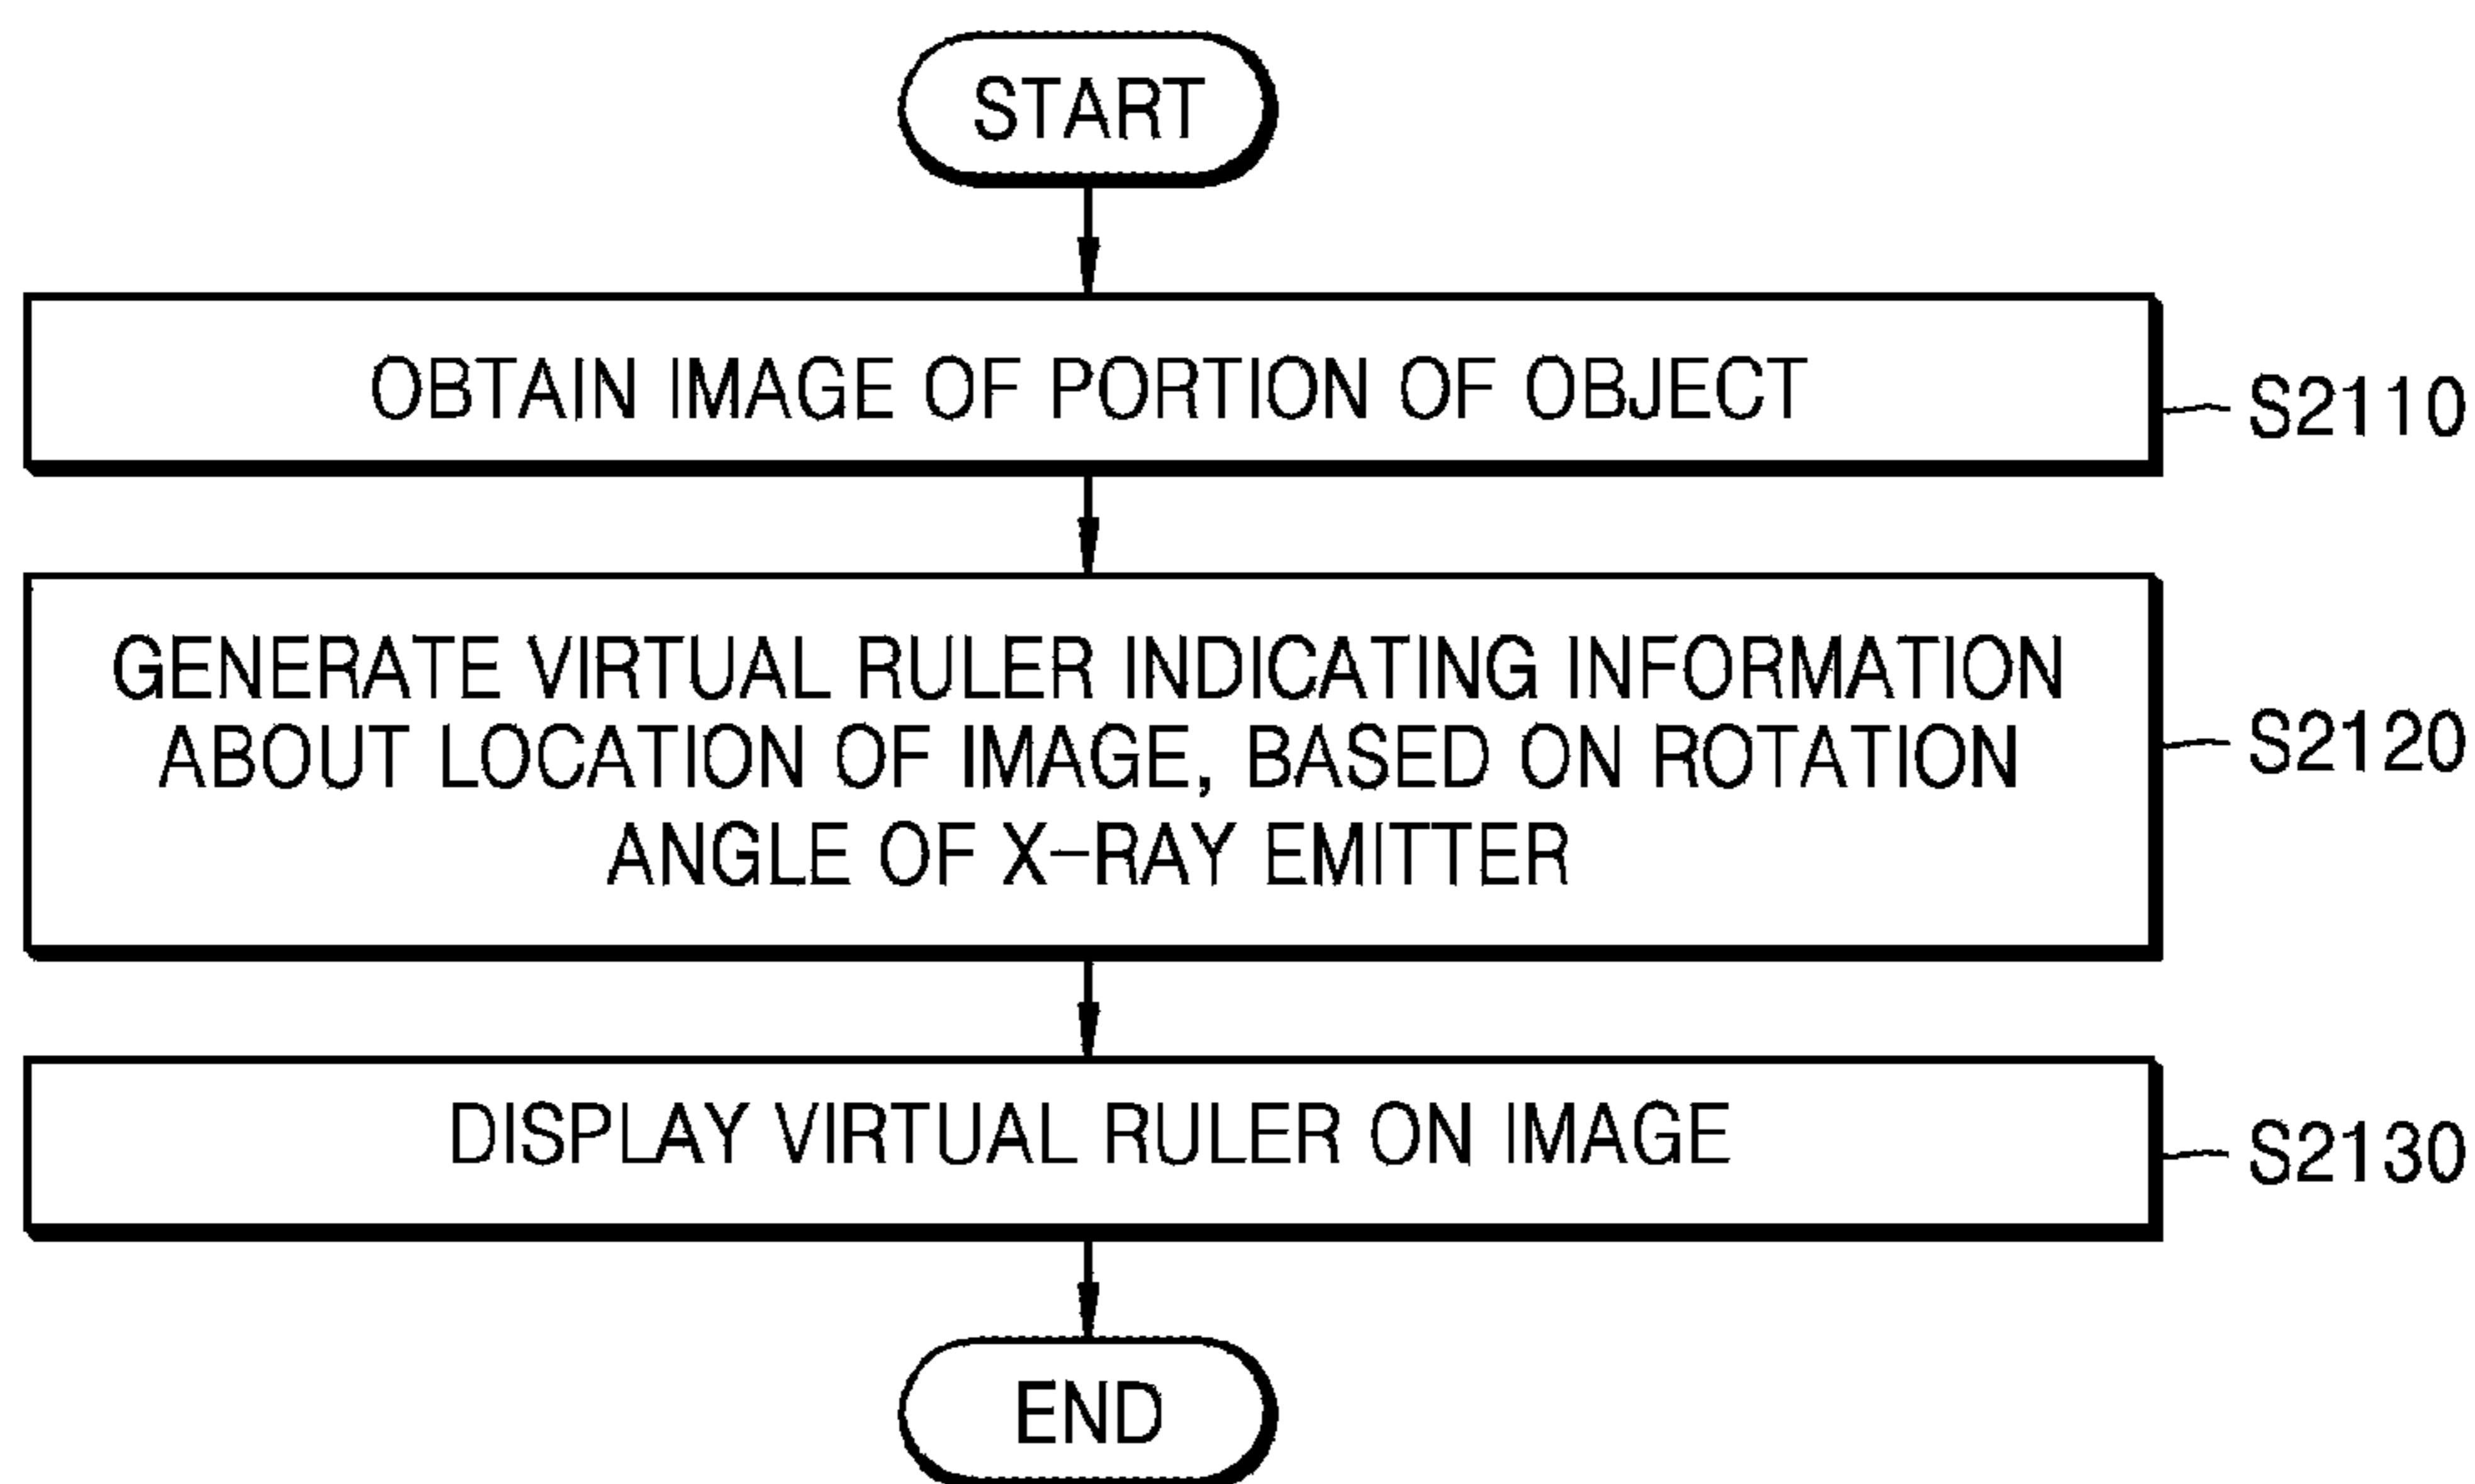 START
OBTAIN IMAGE OF PORTION OF OBJECT
S2110
GENERATE VIRTUAL RULER INDICATING INFORMATION
ABOUT LOCATION OF IMAGE, BASED ON ROTATION
ANGLE OF X-RAY EMITTER
S2120
DISPLAY VIRTUAL RULER ON IMAGE
S2130
END